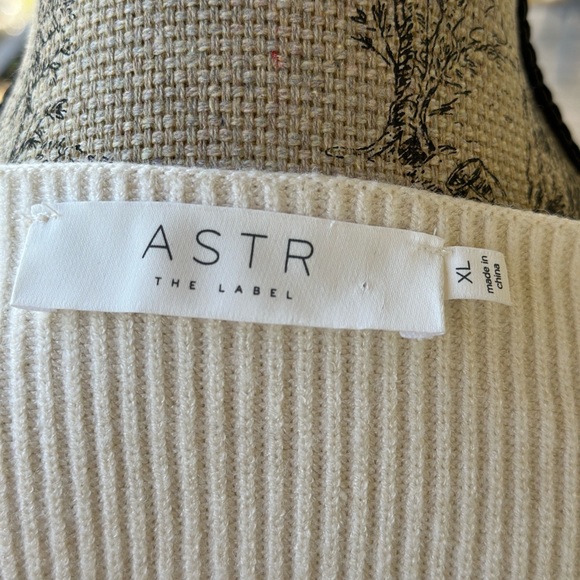 ASTR
THE LABEL
XL
made in
china